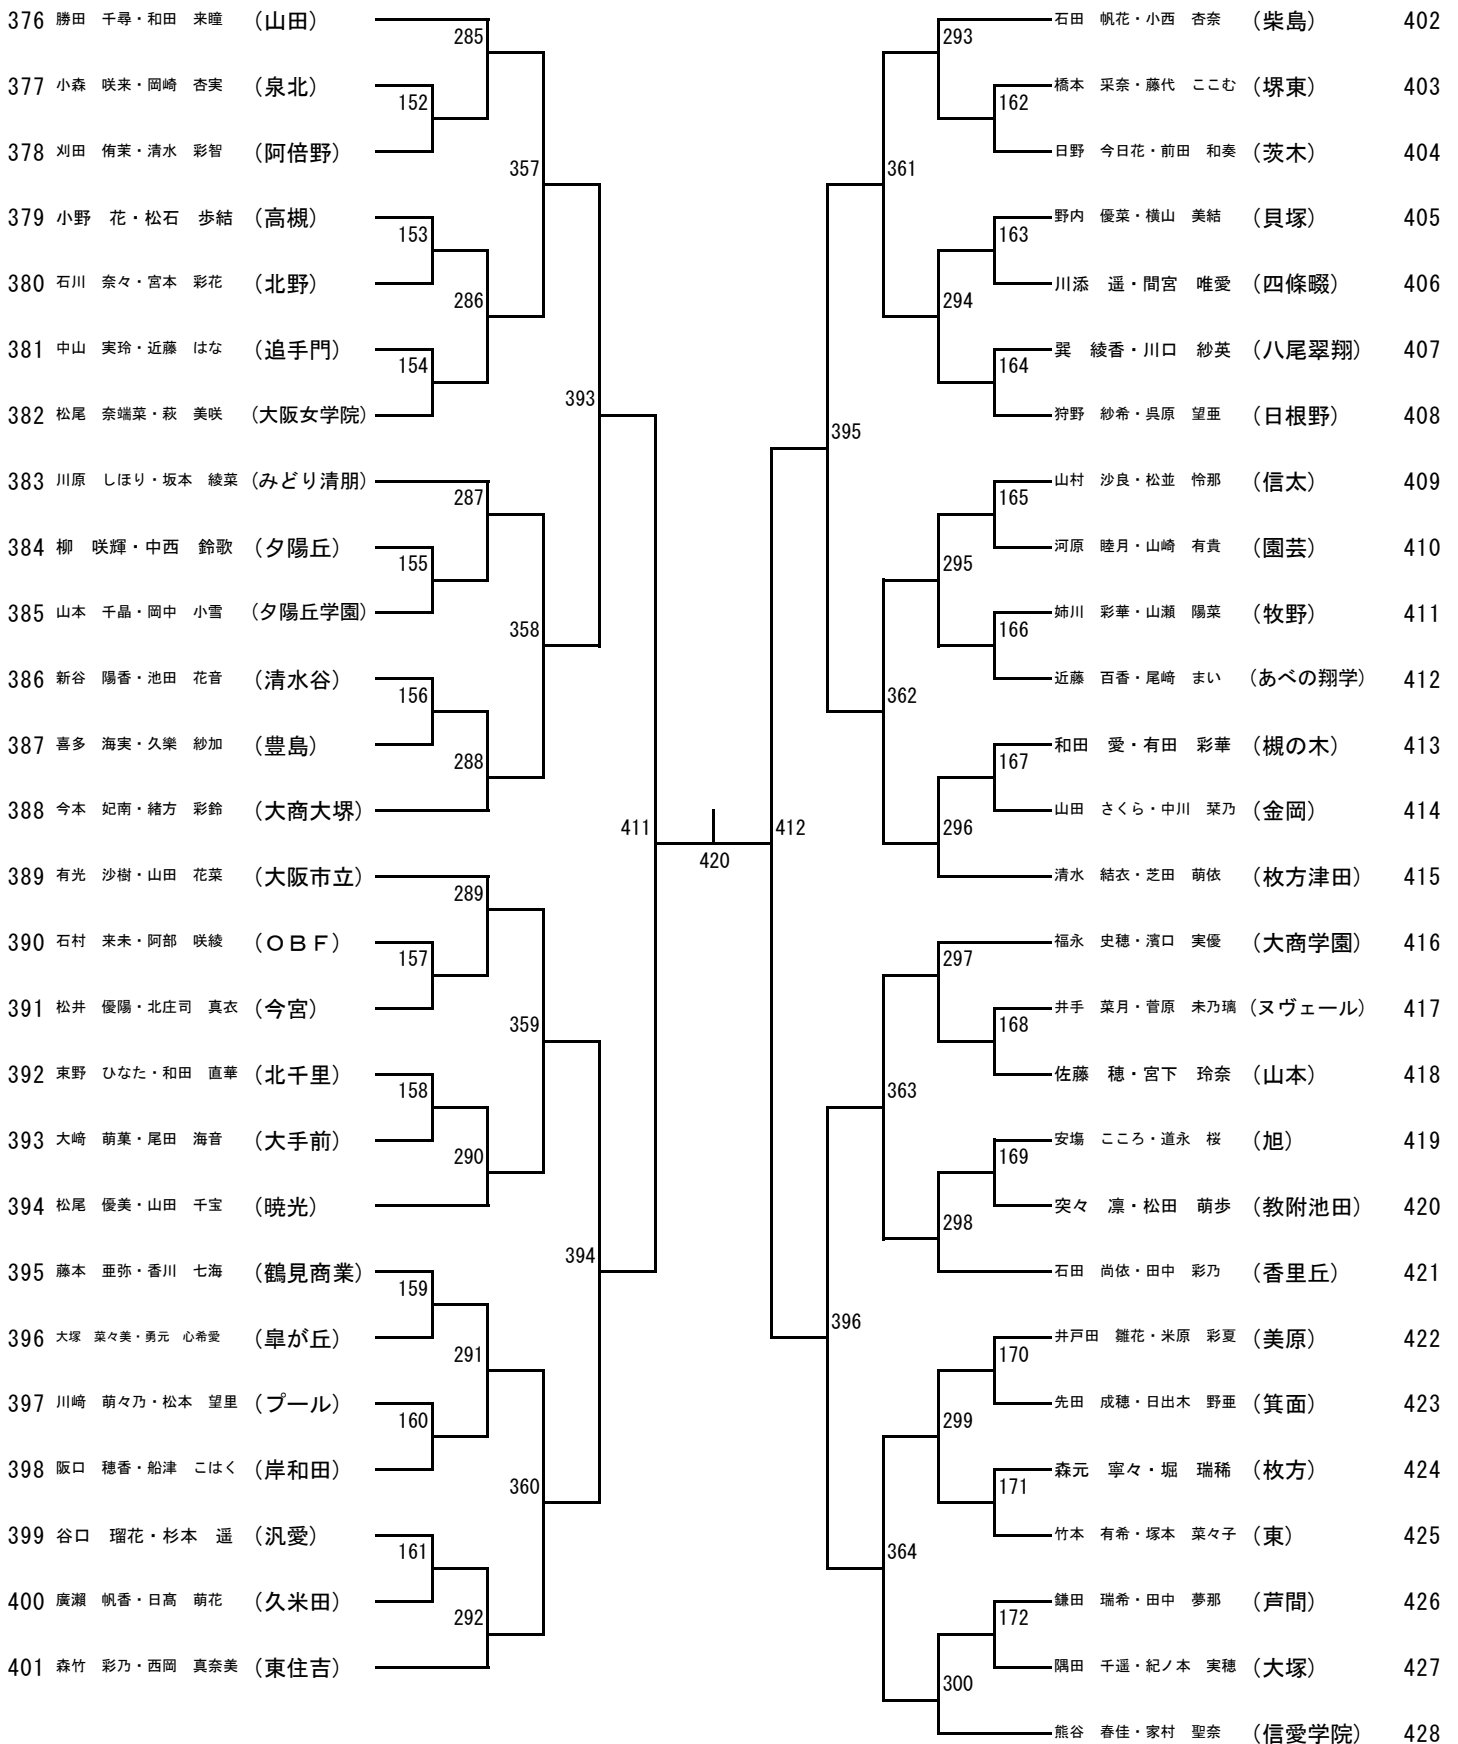 376 勝田　千尋・和田　来瞳 （山田）
285
377 小森　咲来・岡崎　杏実 （泉北）
152
378 刈田　侑茉・清水　彩智 （阿倍野）
357
379 小野　花・松石　歩結 （高槻）
153
380 石川　奈々・宮本　彩花 （北野）
286
381 中山　実玲・近藤　はな （追手門）
154
393
382 松尾　奈端菜・萩　美咲 （大阪女学院）
383 川原　しほり・坂本　綾菜 （みどり清朋）
287
384 柳　咲輝・中西　鈴歌 （夕陽丘）
155
385 山本　千晶・岡中　小雪 （夕陽丘学園）
358
386 新谷　陽香・池田　花音 （清水谷）
156
387 喜多　海実・久樂　紗加 （豊島）
288
388 今本　妃南・緒方　彩鈴 （大商大堺）
411
420
389 有光　沙樹・山田　花菜 （大阪市立）
289
390 石村　来未・阿部　咲綾 （ＯＢＦ）
157
391 松井　優陽・北庄司　真衣 （今宮）
359
392 東野　ひなた・和田　直華 （北千里）
158
393 大﨑　萌菓・尾田　海音 （大手前）
290
394 松尾　優美・山田　千宝 （暁光）
394
395 藤本　亜弥・香川　七海 （鶴見商業）
159
396 大塚　菜々美・勇元　心希愛 （皐が丘）
291
397 川﨑　萌々乃・松本　望里 （プール）
160
398 阪口　穂香・船津　こはく （岸和田）
360
399 谷口　瑠花・杉本　遥 （汎愛）
161
400 廣瀬　帆香・日髙　萌花 （久米田）
292
401 森竹　彩乃・西岡　真奈美 （東住吉）
石田　帆花・小西　杏奈 （柴島） 402
293
橋本　采奈・藤代　ここむ （堺東） 403
162
日野　今日花・前田　和奏 （茨木） 404
361
野内　優菜・横山　美結 （貝塚） 405
163
川添　遥・間宮　唯愛 （四條畷） 406
294
巽　綾香・川口　紗英 （八尾翠翔） 407
164
狩野　紗希・呉原　望亜 （日根野） 408
395
山村　沙良・松並　怜那 （信太） 409
165
河原　睦月・山崎　有貴 （園芸） 410
295
姉川　彩華・山瀬　陽菜 （牧野） 411
166
近藤　百香・尾﨑　まい （あべの翔学） 412
362
和田　愛・有田　彩華 （槻の木） 413
167
山田　さくら・中川　栞乃 （金岡） 414
412
296
清水　結衣・芝田　萌依 （枚方津田） 415
福永　史穂・濱口　実優 （大商学園） 416
297
井手　菜月・菅原　未乃璃 （ヌヴェール） 417
168
佐藤　穂・宮下　玲奈 （山本） 418
363
安塲　こころ・道永　桜 （旭） 419
169
突々　凛・松田　萌歩 （教附池田） 420
298
石田　尚依・田中　彩乃 （香里丘） 421
396
井戸田　雛花・米原　彩夏 （美原） 422
170
先田　成穂・日出木　野亜 （箕面） 423
299
森元　寧々・堀　瑞稀 （枚方） 424
171
竹本　有希・塚本　菜々子 （東） 425
364
鎌田　瑞希・田中　夢那 （芦間） 426
172
隅田　千遥・紀ノ本　実穂 （大塚） 427
300
熊谷　春佳・家村　聖奈 （信愛学院） 428